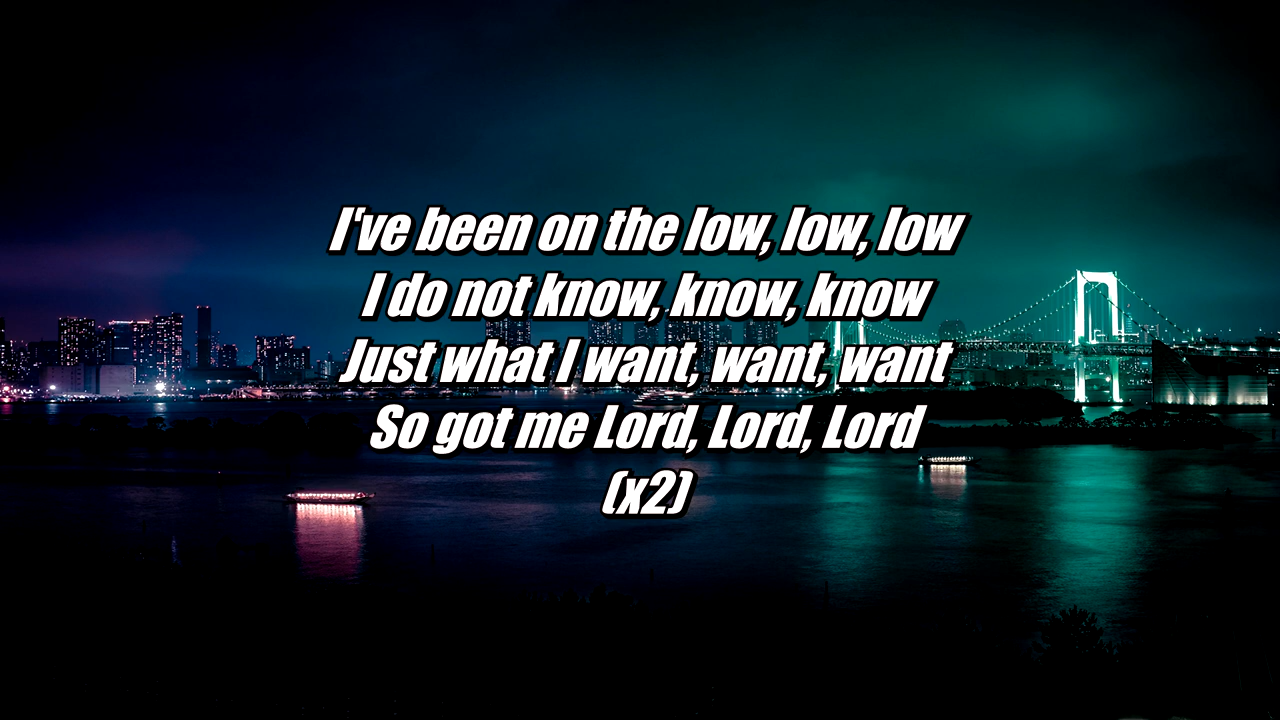 I've been on the low, low, low
I do not know, know, know
Just what I want, want, want
So got me Lord, Lord, Lord
(x2)